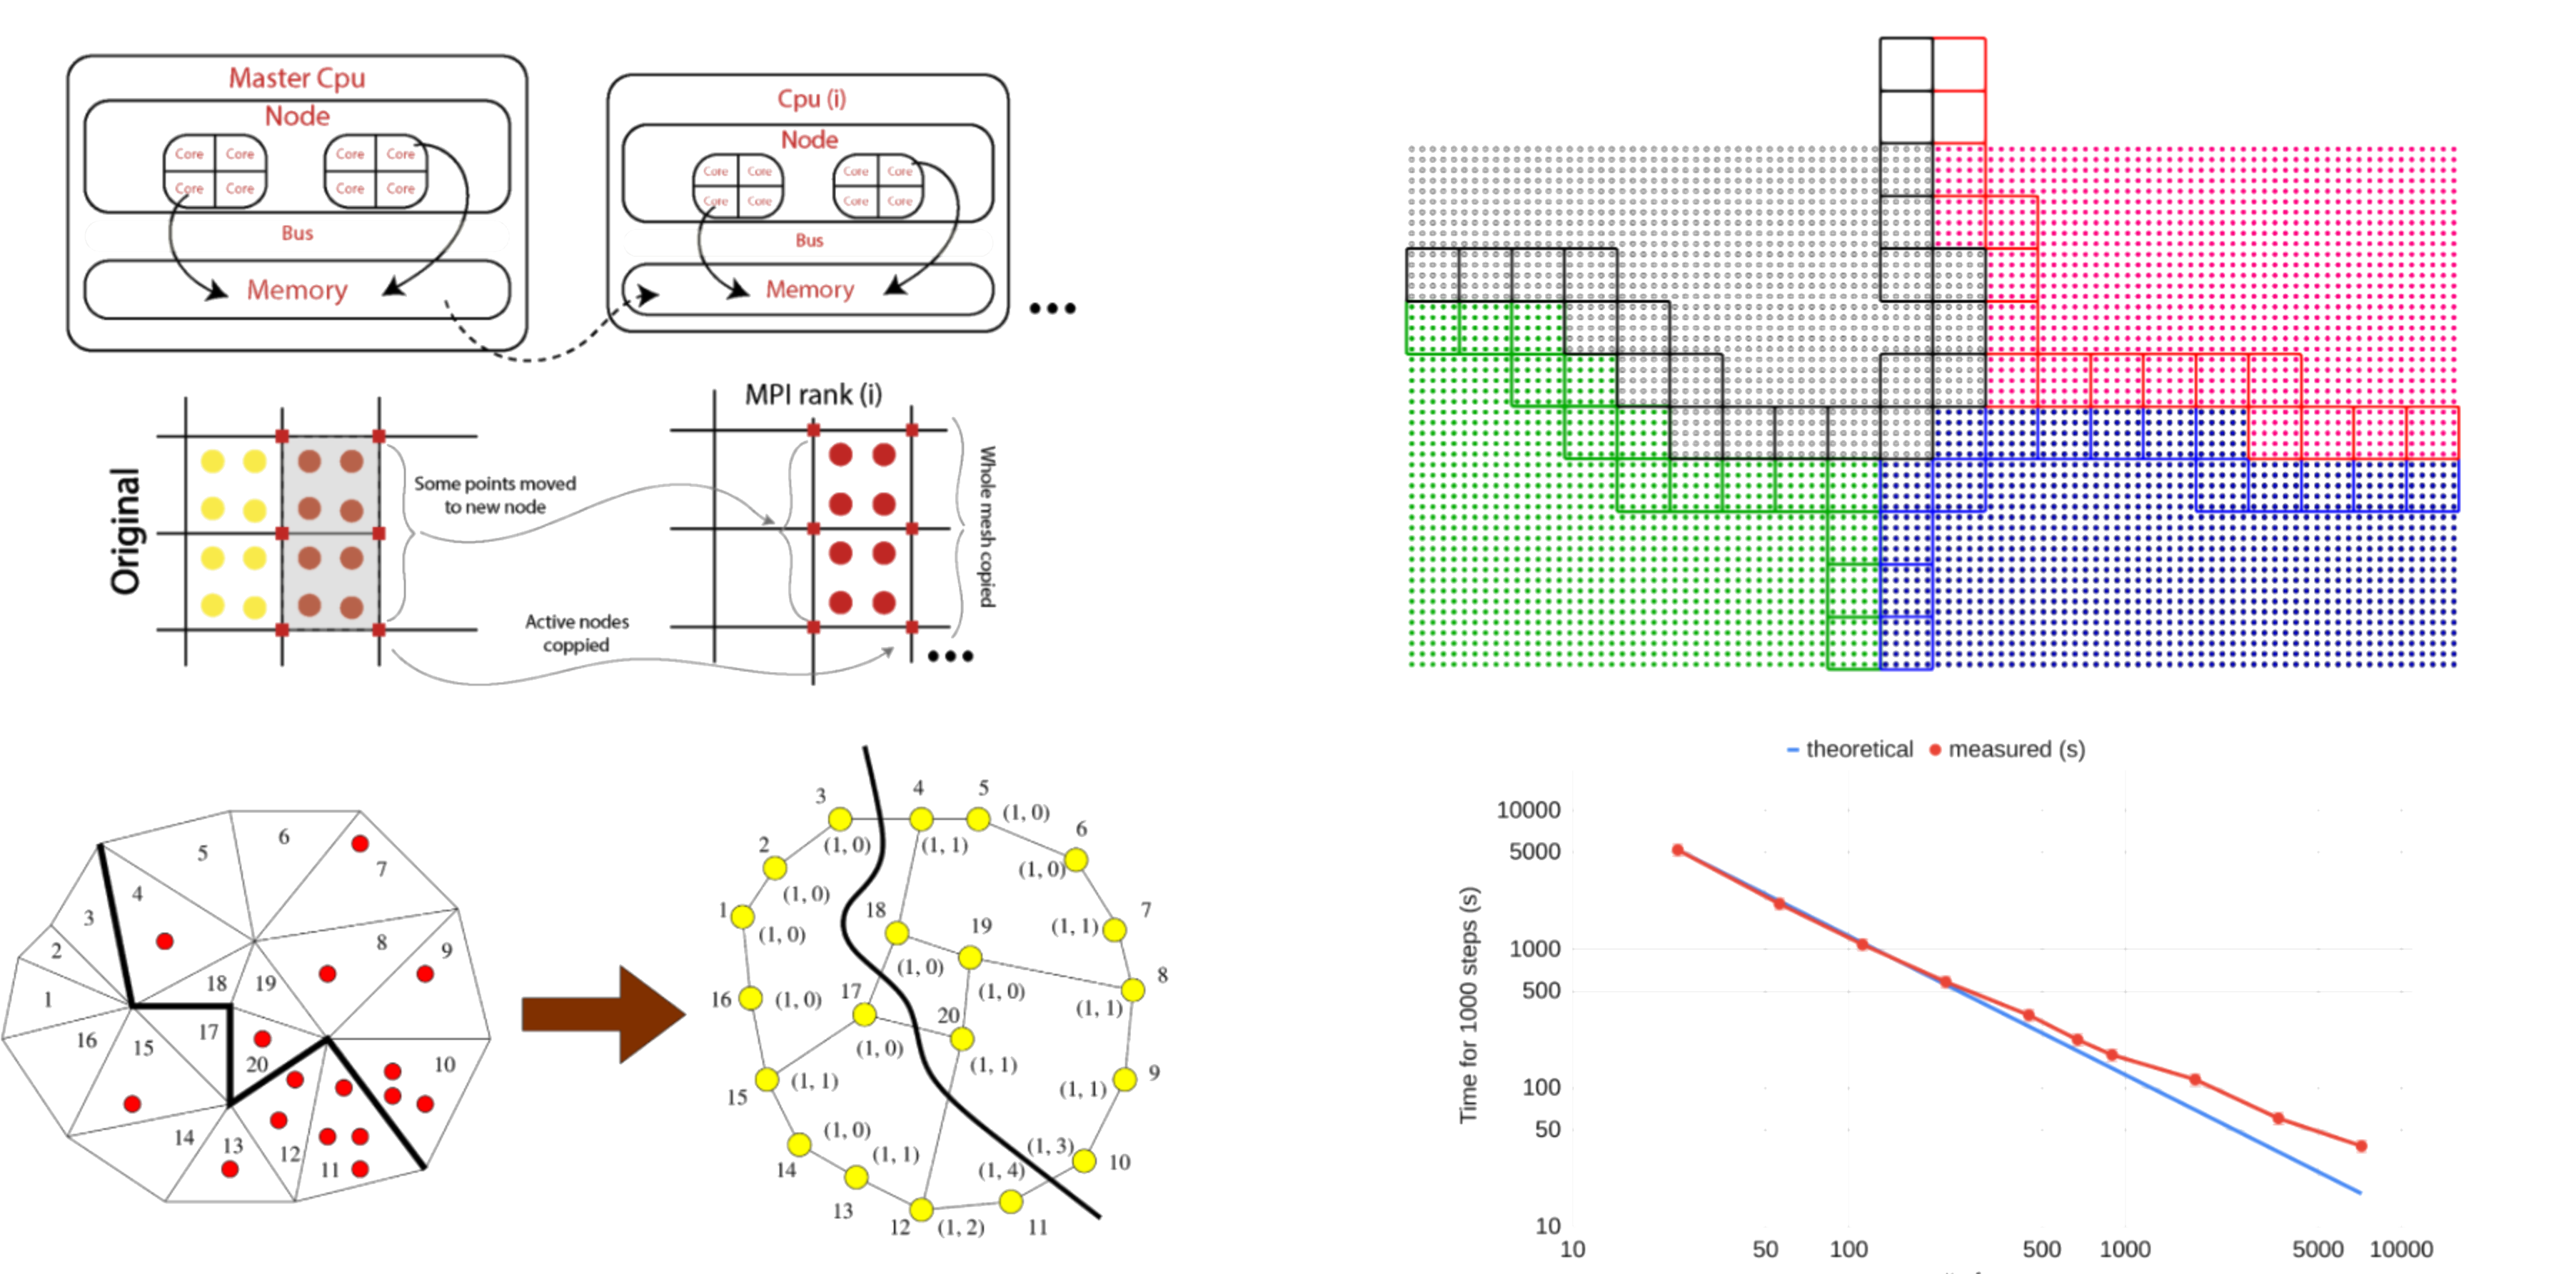 Master Cpu
Node
Core Core Core Core
Core Core Core Core
Bus
Memory
Cpu (i)
Node
Core Core Core Core
Core Core Core Core
Bus
Memory
•••
Original
Some points moved
to new node
Active nodes
coppied
MPI rank (i)
Whole mesh copied
•••
1
2
3
4
5
6
7
8
9
10
11
12
13
14
15
16
17
18
19
20
1 (1, 0)
2 (1, 0)
3 (1, 0)
4 (1, 1)
5 (1, 0)
6 (1, 0)
7 (1, 1)
8 (1, 1)
9 (1, 1)
10 (1, 3)
11 (1, 4)
12 (1, 2)
13 (1, 1)
14 (1, 0)
15 (1, 1)
16 (1, 0)
17 (1, 0)
18 (1, 0)
19 (1, 0)
20 (1, 1)
theoretical measured (s)
Time for 1000 steps (s)
10000
5000
1000
500
100
50
10
10 50 100 500 1000 5000 10000